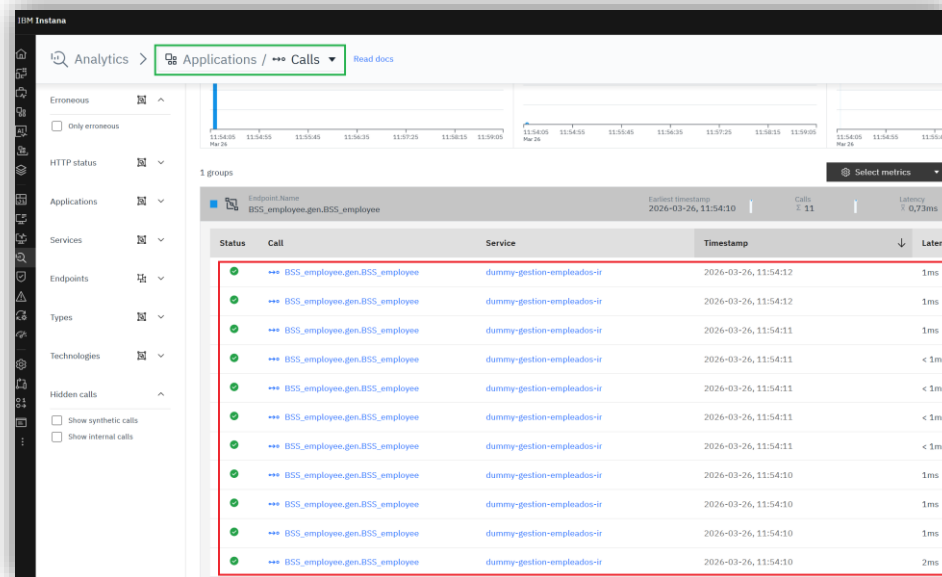 IBM Instana
Analytics > Applications / Calls Read docs
Erroneous
Only erroneous
HTTP status
Applications
Services
Endpoints
Types
Technologies
Hidden calls
Show synthetic calls
Show internal calls
11:54:05 11:54:55 11:55:45 11:56:35 11:57:25 11:58:15 11:59:05
Mar 26
11:54:05 11:54:55 11:55:45 11:56:35 11:57:25 11:58:15 11:59:05
Mar 26
11:54:05 11:54:55
Mar 26
1 groups
Select metrics
Endpoint.Name Earliest timestamp Calls Latency
BSS_employee.gen.BSS_employee 2026-03-26, 11:54:10 Σ 11 0,73ms
Status Call Service Timestamp
BSS_employee.gen.BSS_employee dummy-gestion-empleados-ir 2026-03-26, 11:54:12 1ms
BSS_employee.gen.BSS_employee dummy-gestion-empleados-ir 2026-03-26, 11:54:12 1ms
BSS_employee.gen.BSS_employee dummy-gestion-empleados-ir 2026-03-26, 11:54:11 1ms
BSS_employee.gen.BSS_employee dummy-gestion-empleados-ir 2026-03-26, 11:54:11 < 1m
BSS_employee.gen.BSS_employee dummy-gestion-empleados-ir 2026-03-26, 11:54:11 < 1m
BSS_employee.gen.BSS_employee dummy-gestion-empleados-ir 2026-03-26, 11:54:11 < 1m
BSS_employee.gen.BSS_employee dummy-gestion-empleados-ir 2026-03-26, 11:54:11 < 1m
BSS_employee.gen.BSS_employee dummy-gestion-empleados-ir 2026-03-26, 11:54:10 1ms
BSS_employee.gen.BSS_employee dummy-gestion-empleados-ir 2026-03-26, 11:54:10 1ms
BSS_employee.gen.BSS_employee dummy-gestion-empleados-ir 2026-03-26, 11:54:10 1ms
BSS_employee.gen.BSS_employee dummy-gestion-empleados-ir 2026-03-26, 11:54:10 2ms